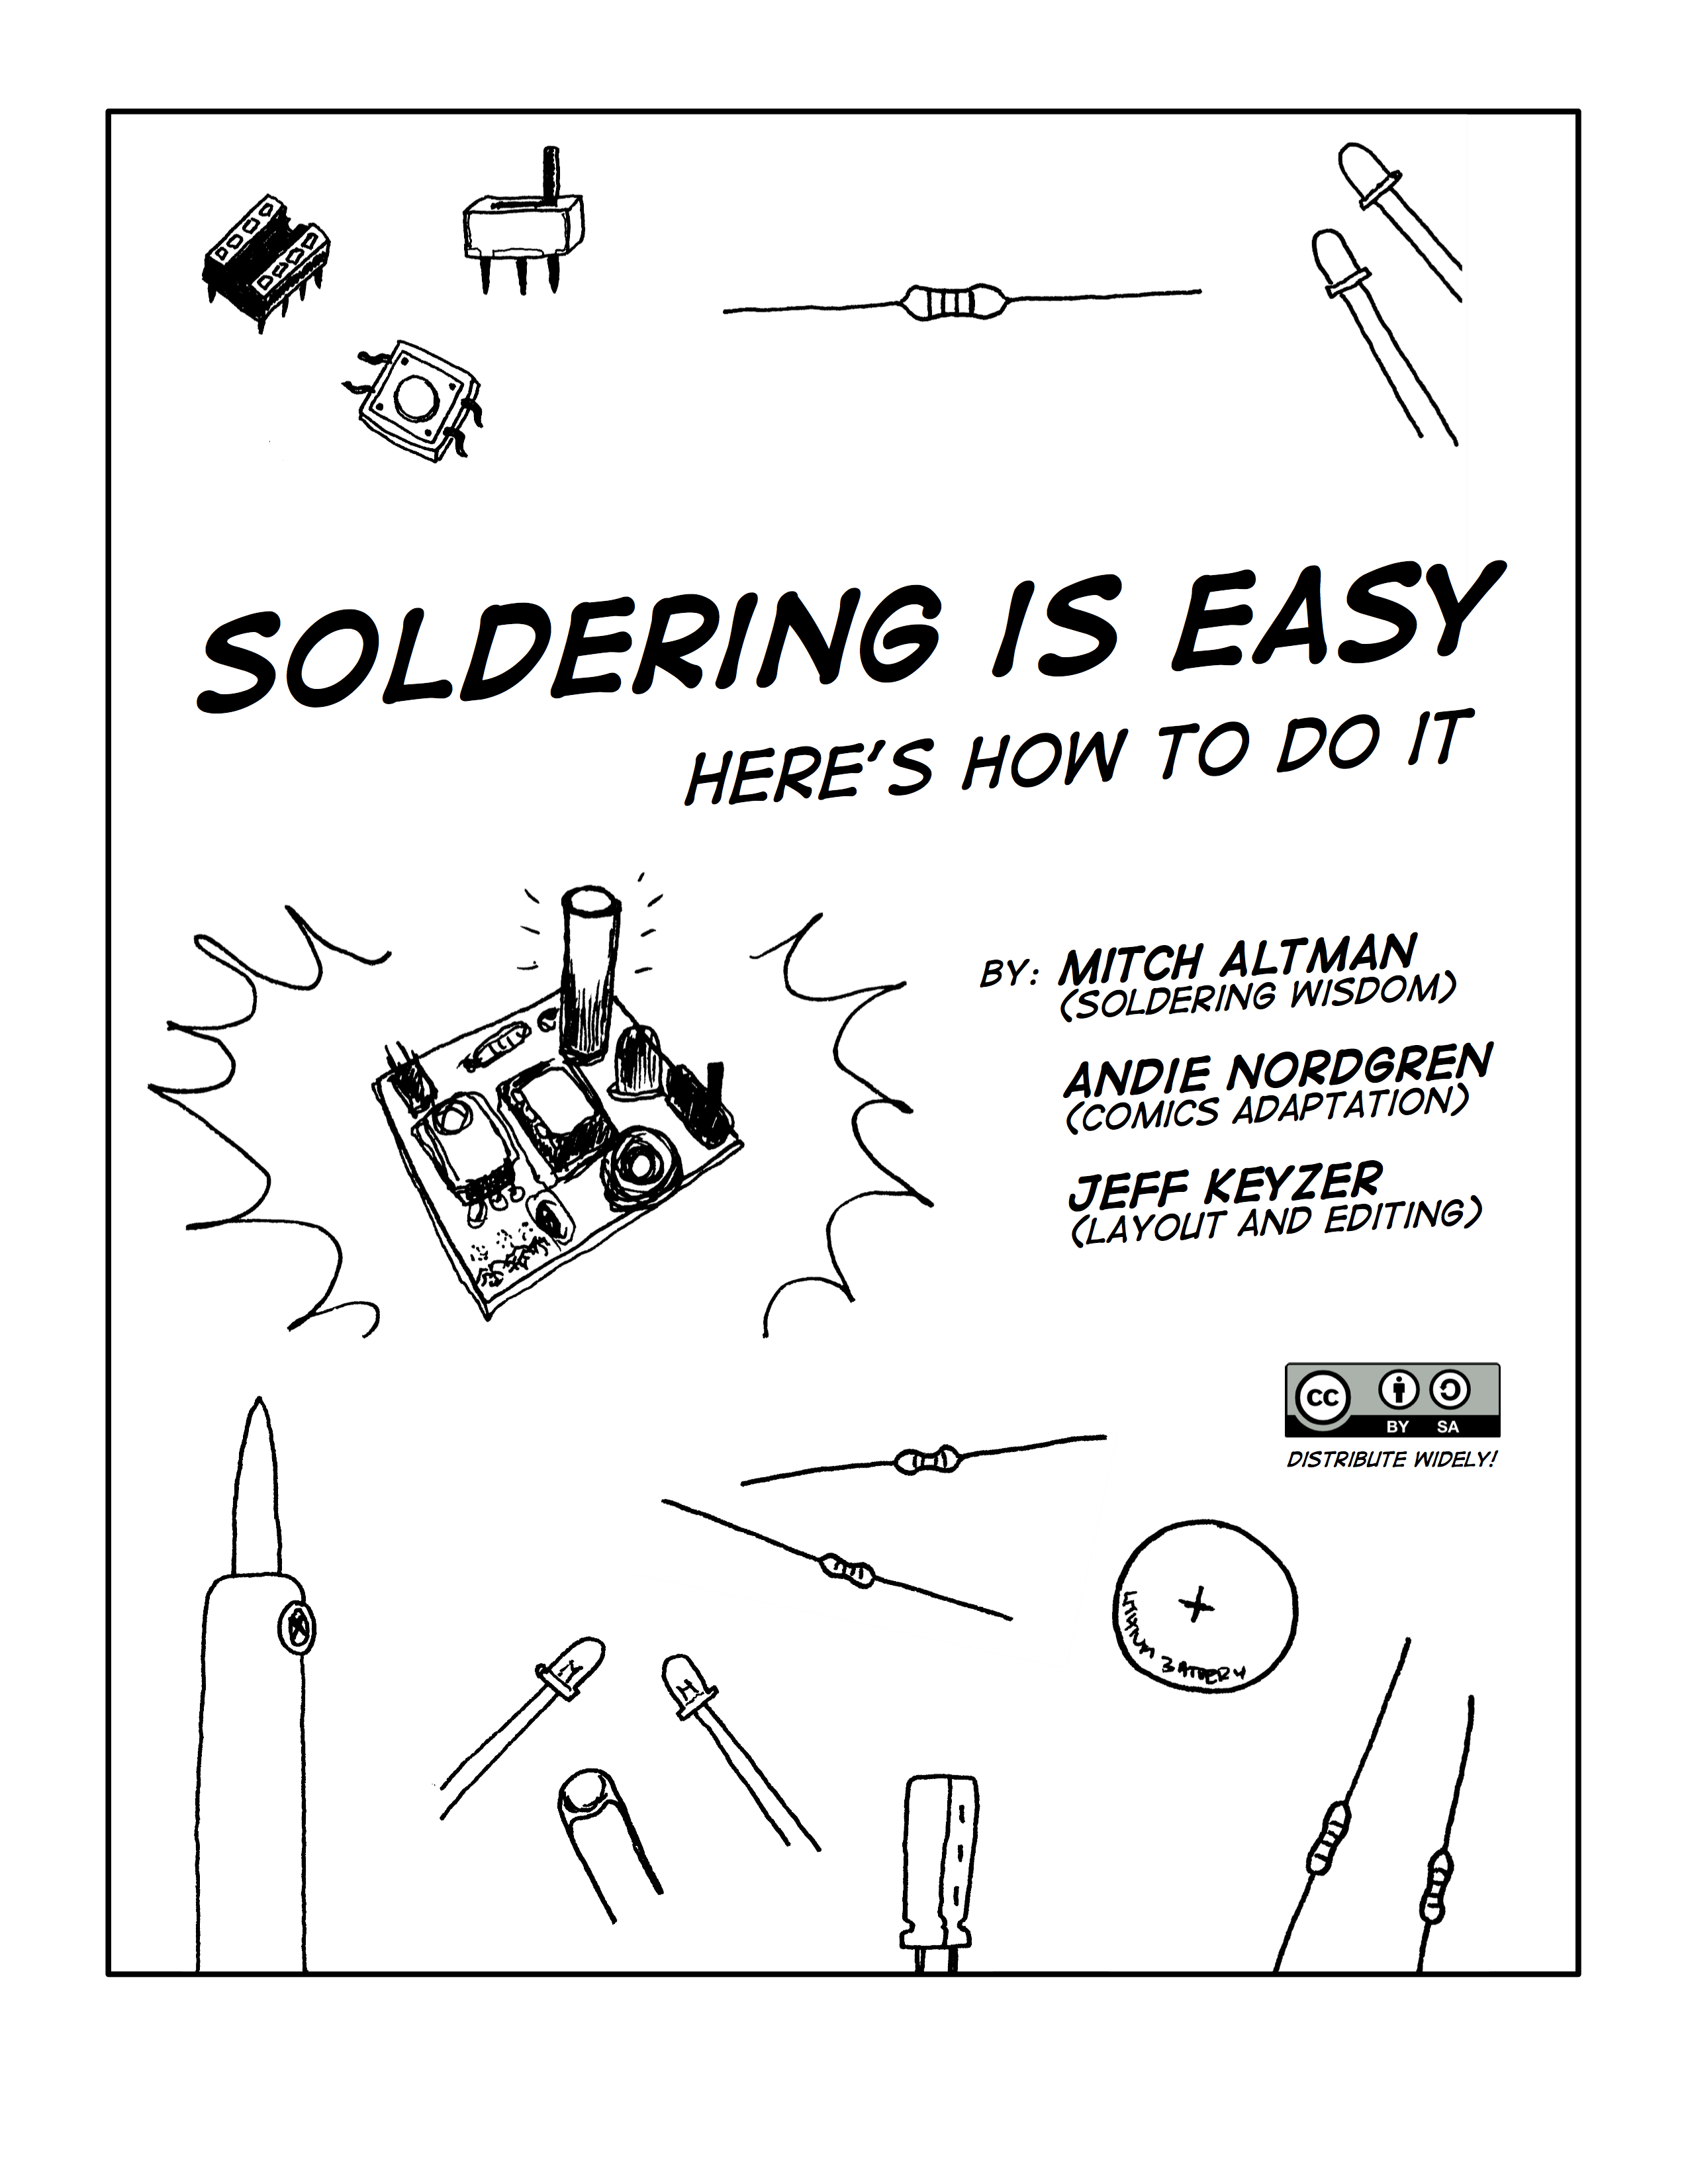 SOLDERING IS EASY
HERE'S HOW TO DO IT
BY: MITCH ALTMAN
(SOLDERING WISDOM)
ANDIE NORDGREN
(COMICS ADAPTATION)
JEFF KEYZER
(LAYOUT AND EDITING)
CC
BY SA
DISTRIBUTE WIDELY!
+
LITHIUM BATTERY